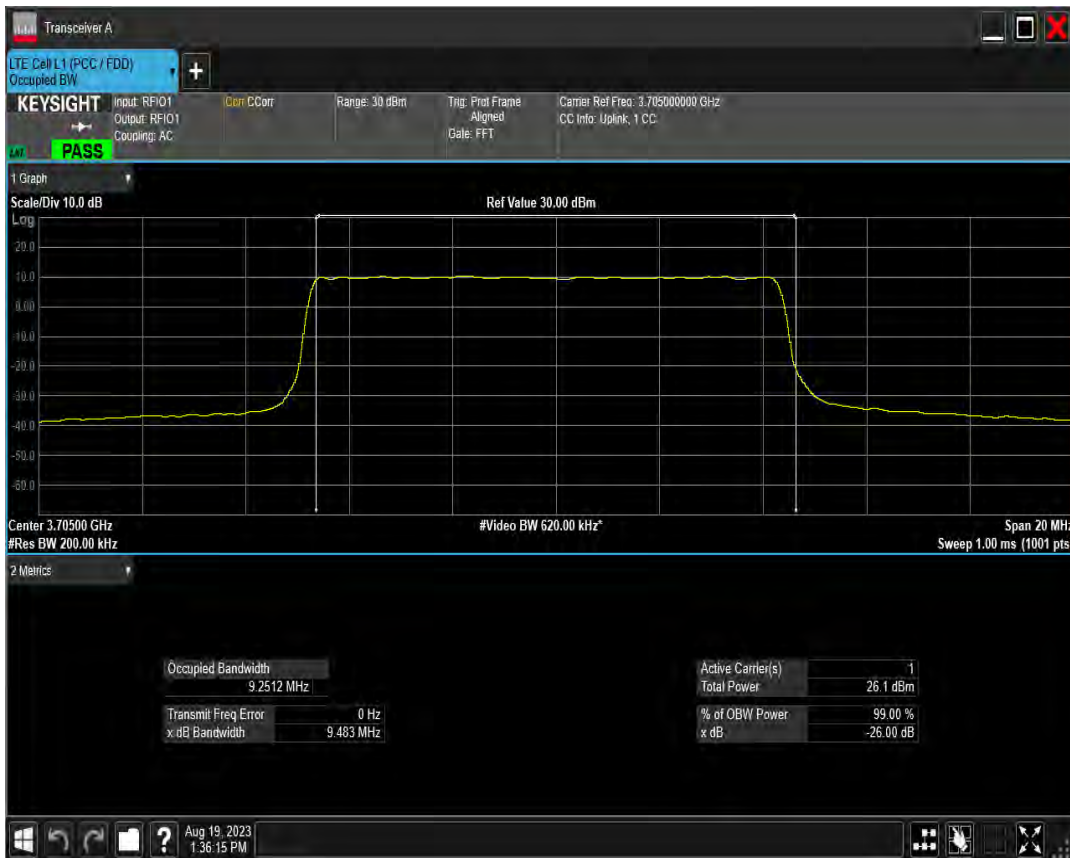 Transceiver A
LTE Cell L1 (PCC / FDD)
Occupied BW
+
KEYSIGHT
Input: RFIO1
Output: RFIO1
Coupling: AC
Corr CCorr
Range: 30 dBm
Trig: Prot Frame
Aligned
Gate: FFT
Carrier Ref Freq: 3.705000000 GHz
CC Info: Uplink, 1 CC
PASS
1 Graph
Scale/Div 10.0 dB
Ref Value 30.00 dBm
Log
20.0
10.0
0.00
-10.0
-20.0
-30.0
-40.0
-50.0
-60.0
Center 3.70500 GHz
#Video BW 620.00 kHz*
Span 20 MHz
#Res BW 200.00 kHz
Sweep 1.00 ms (1001 pts
2 Metrics
Occupied Bandwidth
9.2512 MHz
Transmit Freq Error 0 Hz
x dB Bandwidth 9.483 MHz
Active Carrier(s) 1
Total Power 26.1 dBm
% of OBW Power 99.00 %
x dB -26.00 dB
?
Aug 19, 2023
1:36:15 PM